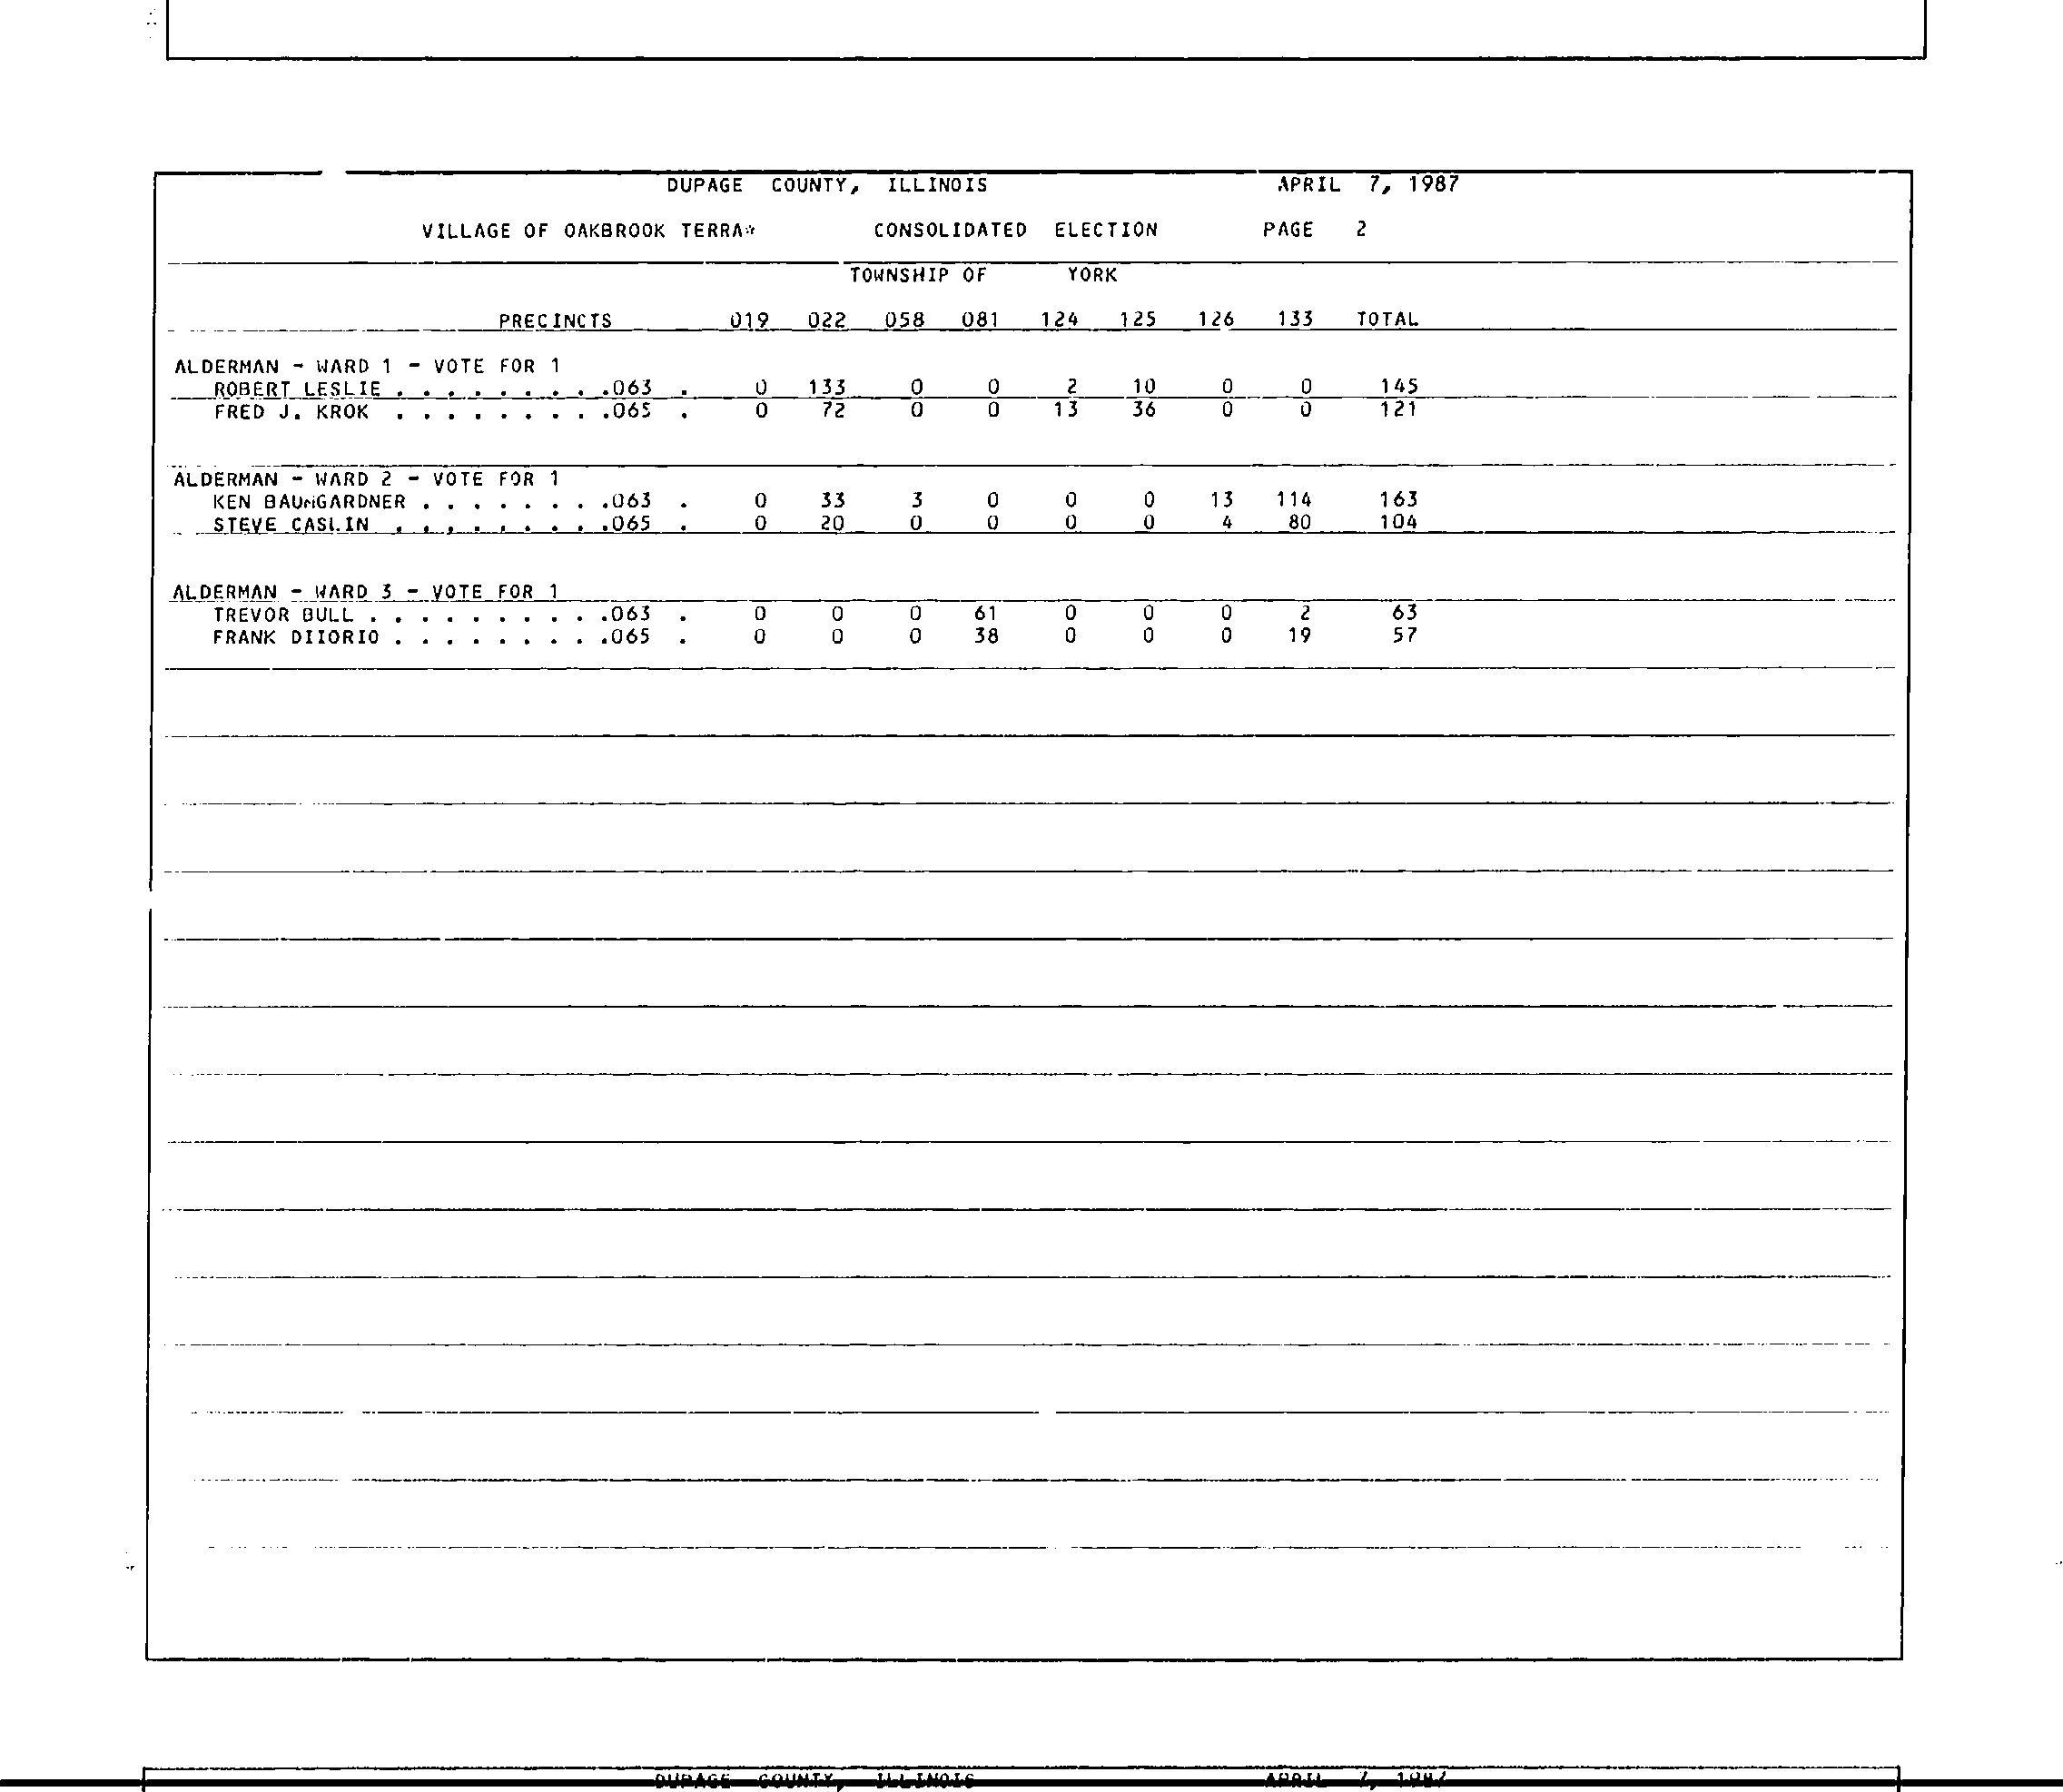 DUPAGE COUNTY, ILLINOIS APRIL 7, 1987
VILLAGE OF OAKBROOK TERRA* CONSOLIDATED ELECTION PAGE 2
TOWNSHIP OF YORK
PRECINCTS 019 022 058 081 124 125 126 133 TOTAL
ALDERMAN - WARD 1 - VOTE FOR 1
ROBERT LESLIE . . . . . . . . .063 . 0 133 0 0 2 10 0 0 145
FRED J. KROK . . . . . . . . .065 . 0 72 0 0 13 36 0 0 121
ALDERMAN - WARD 2 - VOTE FOR 1
KEN BAUMGARDNER . . . . . . . .063 . 0 33 3 0 0 0 13 114 163
STEVE CASLIN . . . . . . . . .065 . 0 20 0 0 0 0 4 80 104
ALDERMAN - WARD 3 - VOTE FOR 1
TREVOR BULL . . . . . . . . . .063 . 0 0 0 61 0 0 0 2 63
FRANK DIIORIO . . . . . . . . .065 . 0 0 0 38 0 0 0 19 57
DUPAGE COUNTY, ILLINOIS APRIL 7, 1987